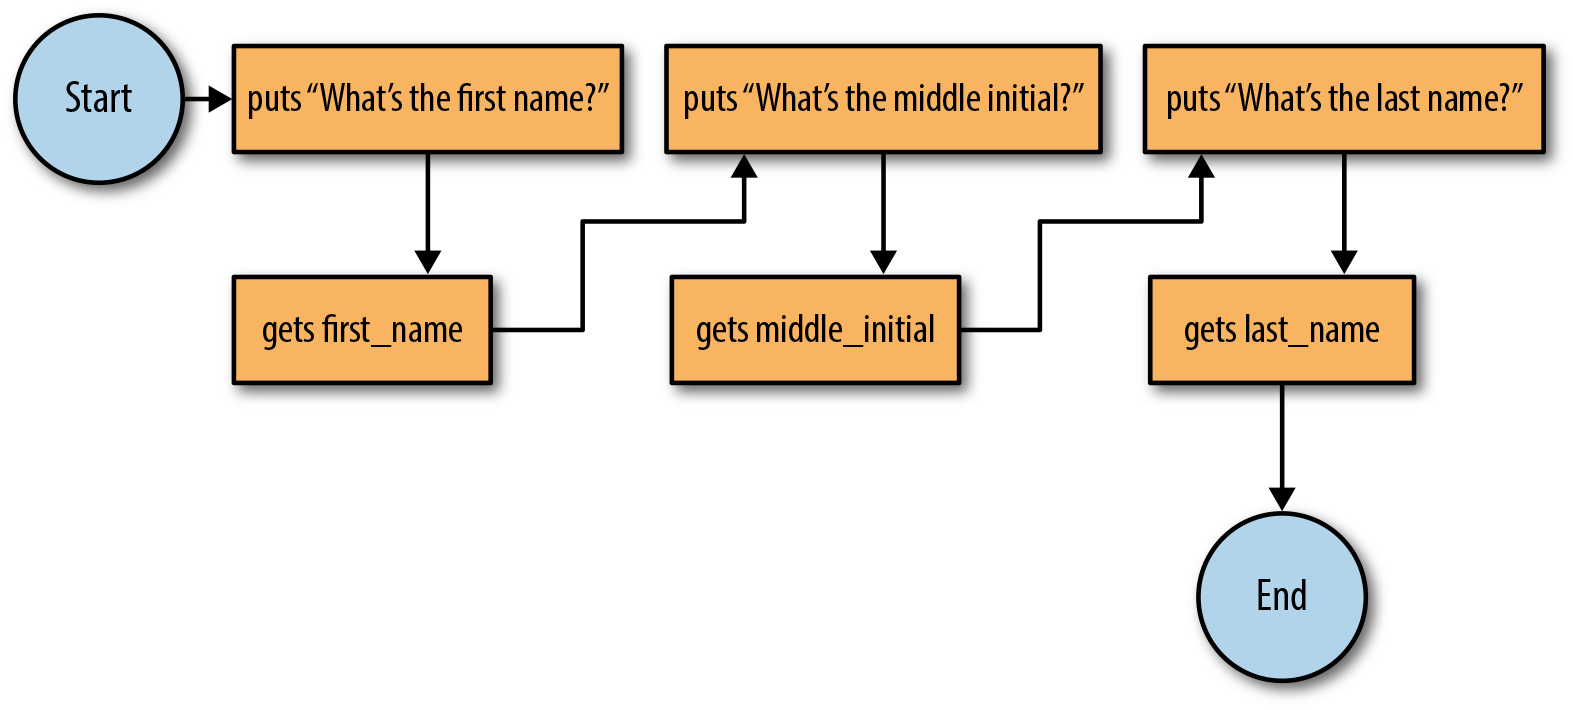 Start
puts “What’s the first name?”
gets first_name
puts “What’s the middle initial?”
gets middle_initial
puts “What’s the last name?”
gets last_name
End